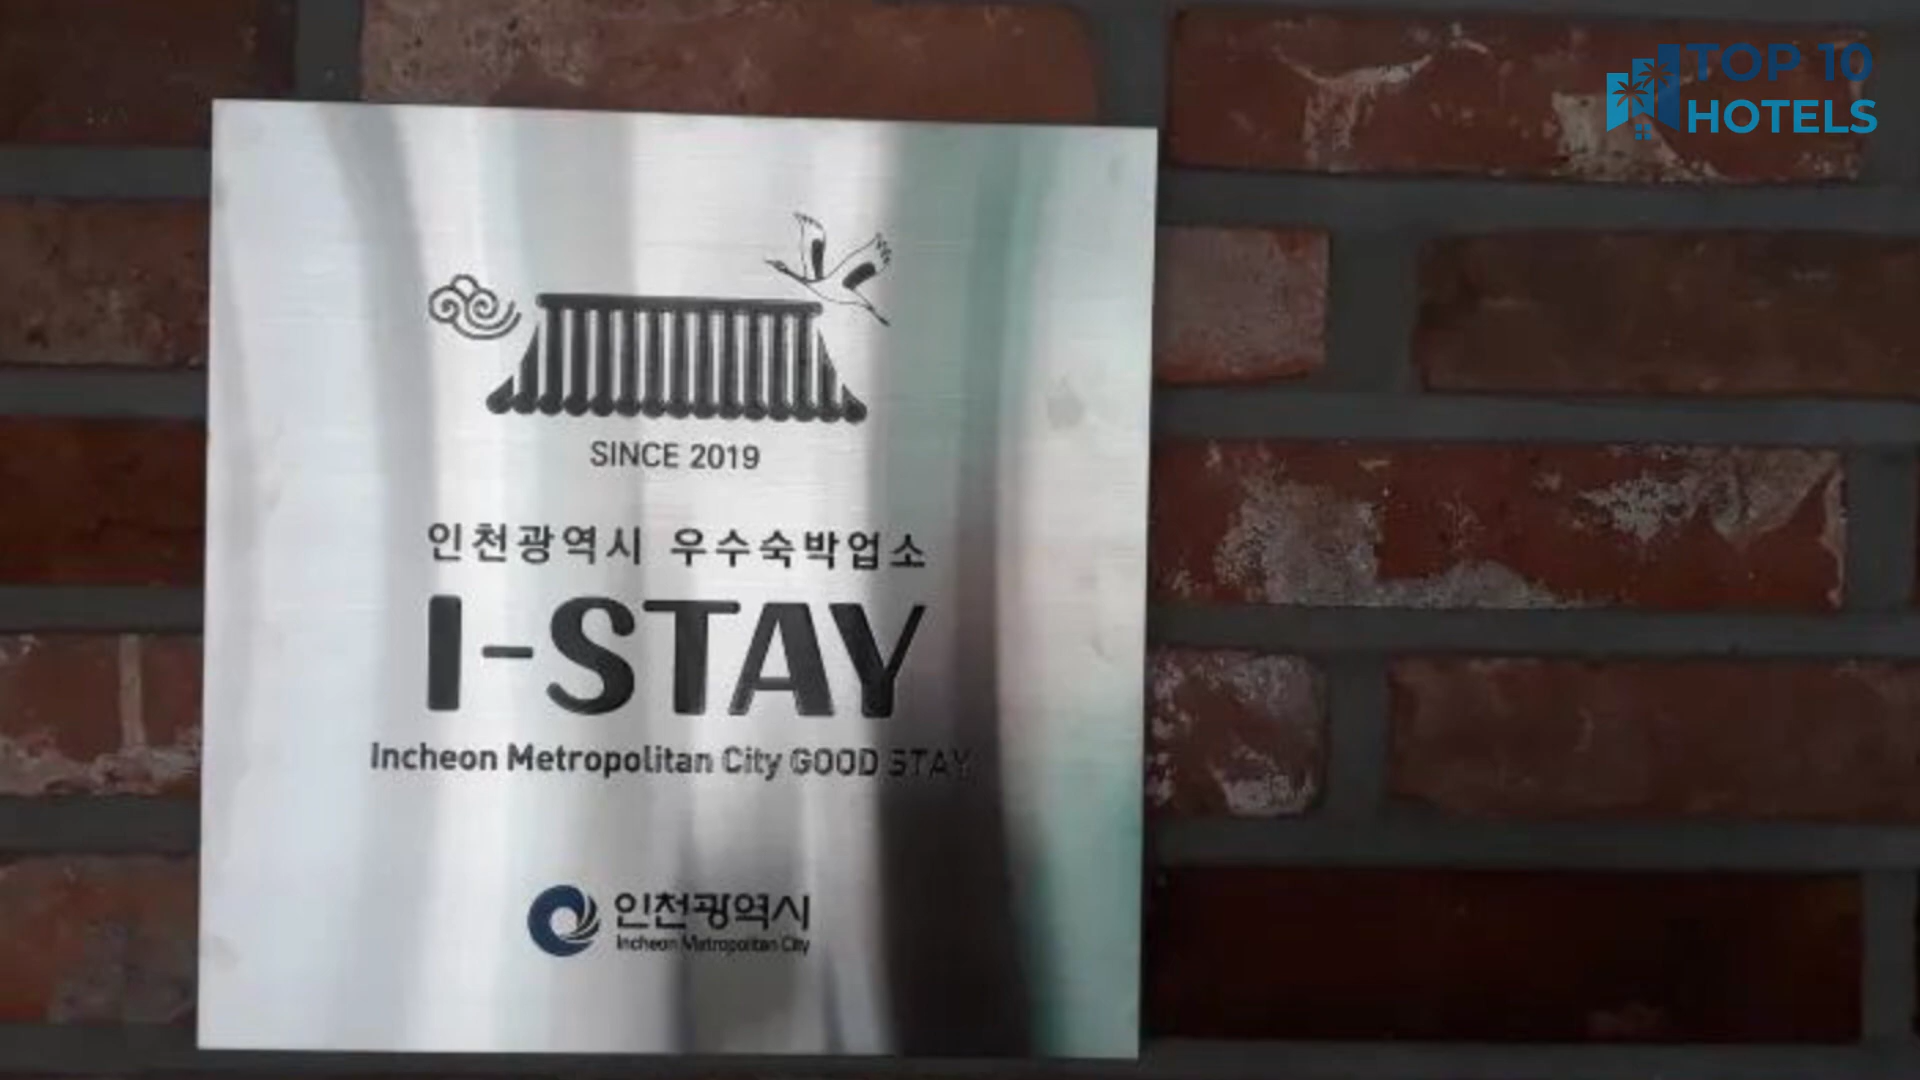 TOP 10
HOTELS
SINCE 2019
인천광역시 우수숙박업소
I-STAY
Incheon Metropolitan City GOOD STAY
인천광역시
Incheon Metropolitan City